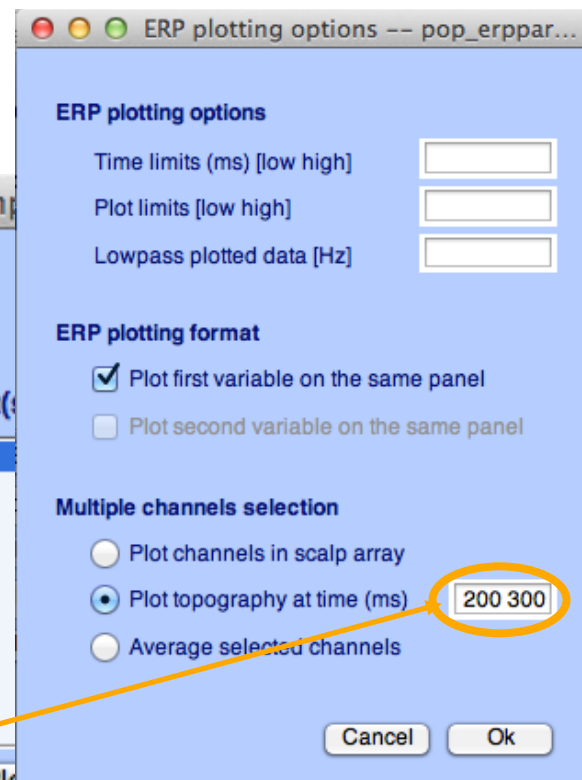 ERP plotting options -- pop_erppar...
ERP plotting options
Time limits (ms) [low high]
Plot limits [low high]
Lowpass plotted data [Hz]
ERP plotting format
Plot first variable on the same panel
Plot second variable on the same panel
Multiple channels selection
Plot channels in scalp array
Plot topography at time (ms) 200 300
Average selected channels
Cancel Ok